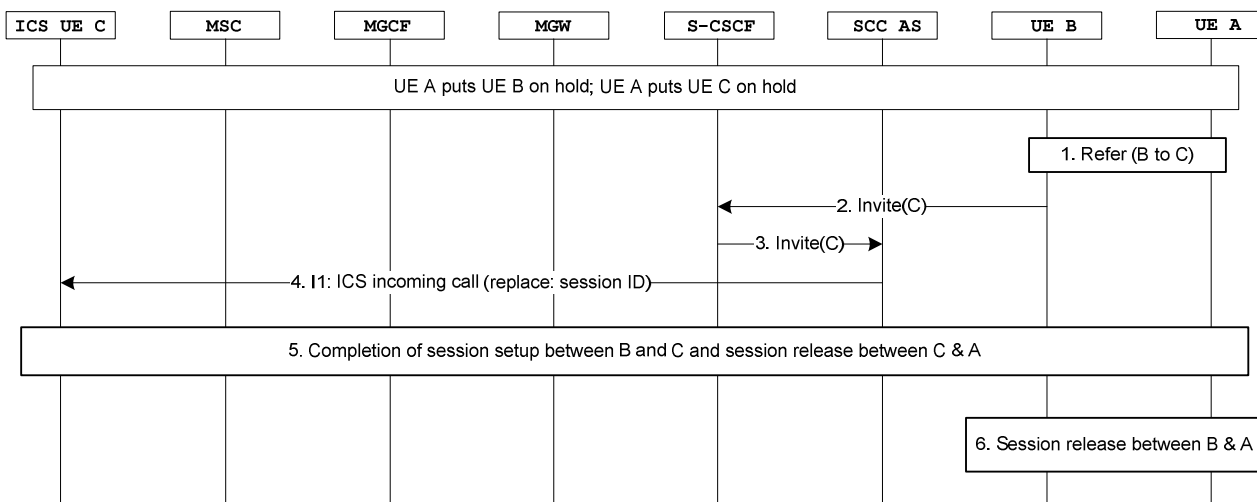 ICS UE C MSC MGCF MGW S-CSCF SCC AS UE B UE A
UE A puts UE B on hold; UE A puts UE C on hold
1. Refer (B to C)
2. Invite(C)
3. Invite(C)
4. I1: ICS incoming call (replace: session ID)
5. Completion of session setup between B and C and session release between C & A
6. Session release between B & A